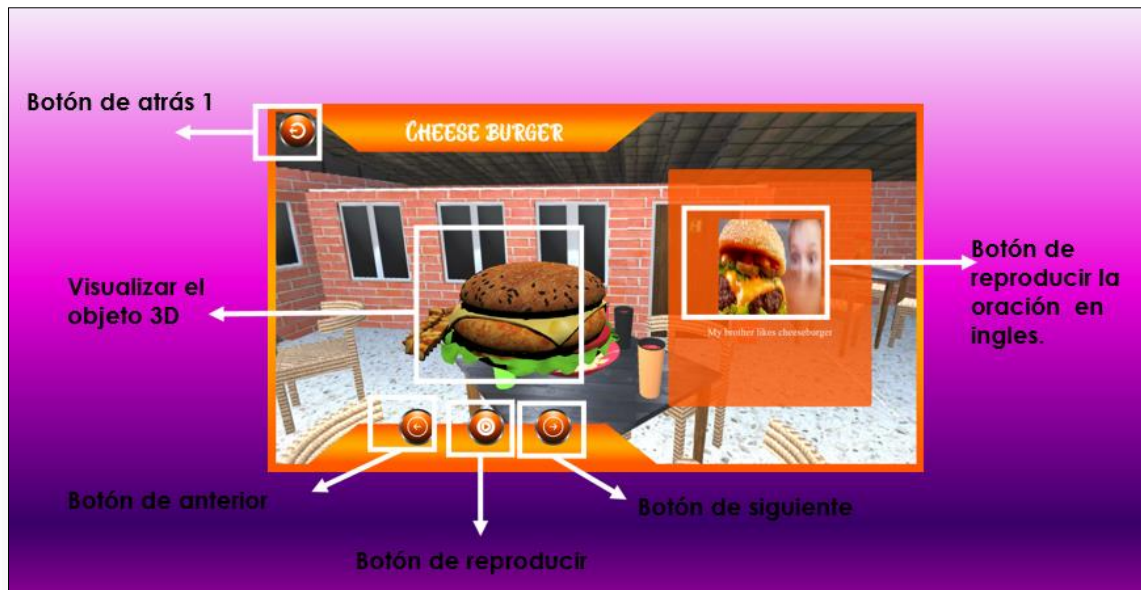 Botón de atrás 1
CHEESE BURGER
Visualizar el
objeto 3D
Botón de
reproducir la
oración en
ingles.
My brother likes cheeseburger
Botón de anterior
Botón de siguiente
Botón de reproducir